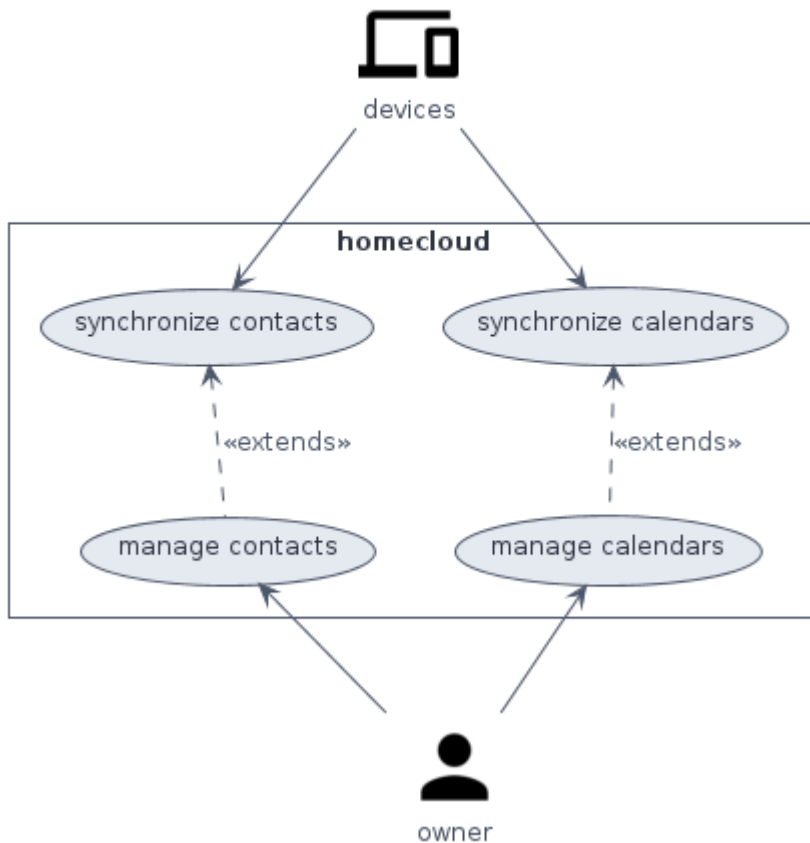 devices
homecloud
synchronize contacts
synchronize calendars
«extends»
«extends»
manage contacts
manage calendars
owner